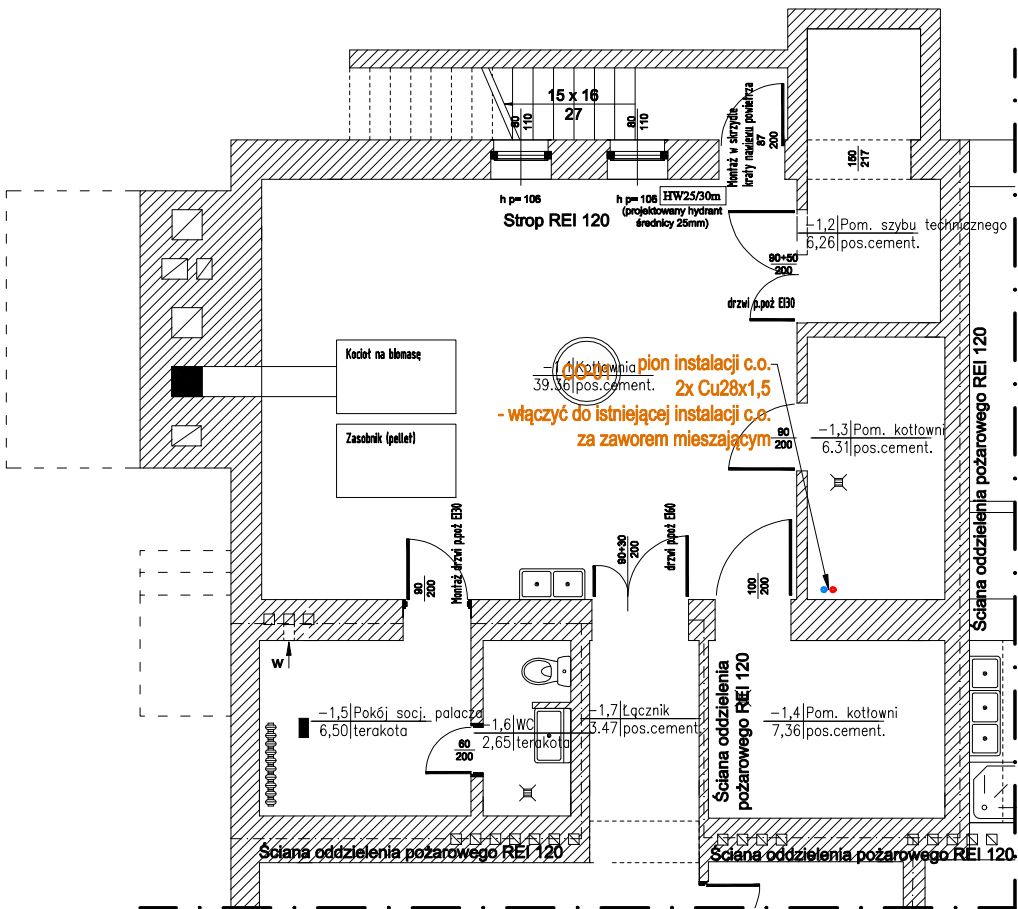 15 x 16
27
80
110
80
110
Montaż w skrzydle
kraty nawiewu powietrza
87
200
160
217
h p= 106
h p= 106
HW25/30m
(projektowany hydrant
średnicy 25mm)
Strop REI 120
-1,2 Pom. szybu technicznego
6,26 pos.cement.
90+50
200
drzwi p.poż EI30
Kocioł na biomasę
Zasobnik (pellet)
-1,1 Kotłownia
39.36 pos.cement.
CO-01
pion instalacji c.o.
2x Cu28x1,5
- włączyć do istniejącej instalacji c.o.
za zaworem mieszającym
90
200
-1,3 Pom. kotłowni
6.31 pos.cement.
Ściana oddzielenia pożarowego REI 120
90
200
Montaż drzwi p.poż EI30
90+30
200
drzwi p.poż EI60
100
200
W
-1,5 Pokój socj. palacza
6,50 terakota
60
200
-1,6 WC
2,65 terakota
-1,7 Łącznik
3.47 pos.cement.
Ściana oddzielenia
pożarowego REI 120
-1,4 Pom. kotłowni
7,36 pos.cement.
Ściana oddzielenia pożarowego REI 120
Ściana oddzielenia pożarowego REI 120